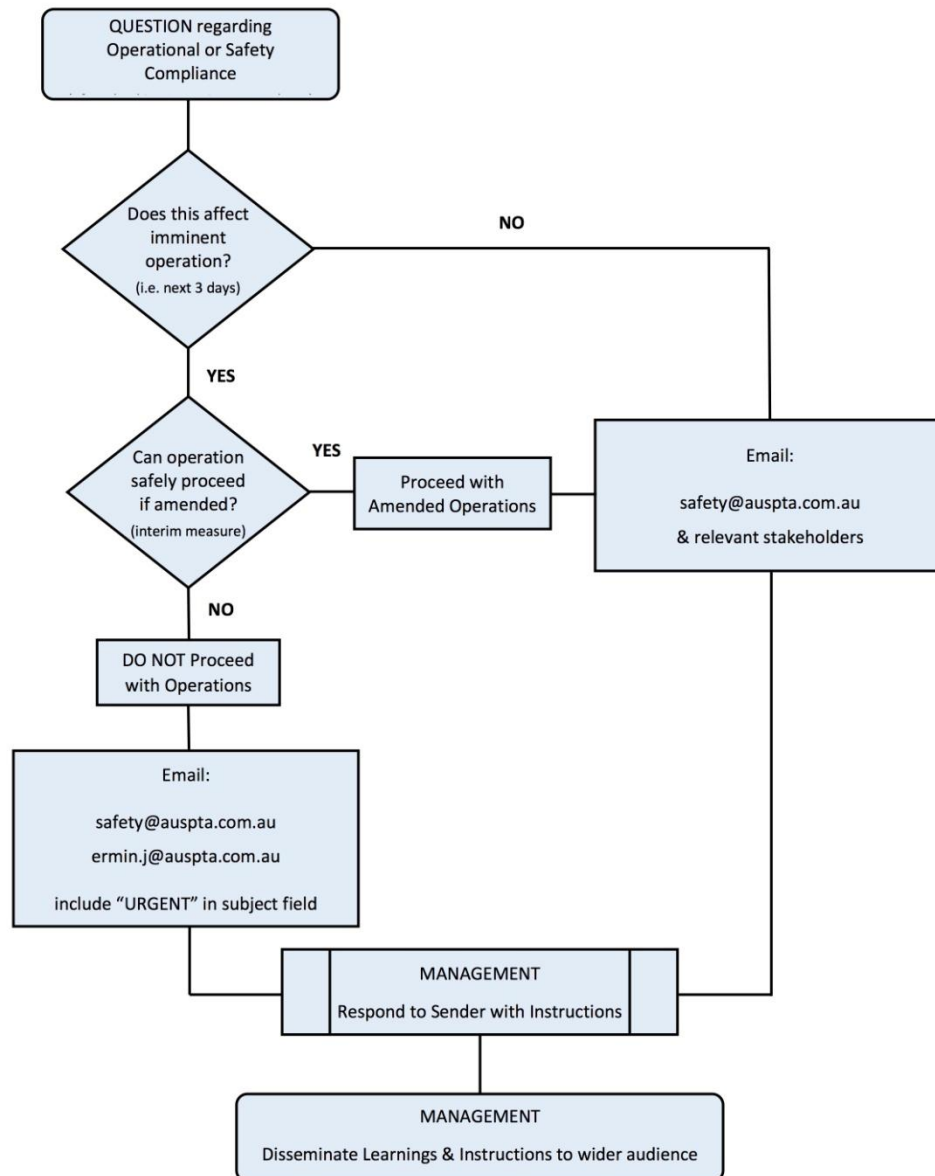 QUESTION regarding
Operational or Safety
Compliance
Does this affect
imminent
operation?
(i.e. next 3 days)
NO
YES
Can operation
safely proceed
if amended?
(interim measure)
YES
Proceed with
Amended Operations
Email:
safety@auspta.com.au
& relevant stakeholders
NO
DO NOT Proceed
with Operations
Email:
safety@auspta.com.au
ermin.j@auspta.com.au
include “URGENT” in subject field
MANAGEMENT
Respond to Sender with Instructions
MANAGEMENT
Disseminate Learnings & Instructions to wider audience